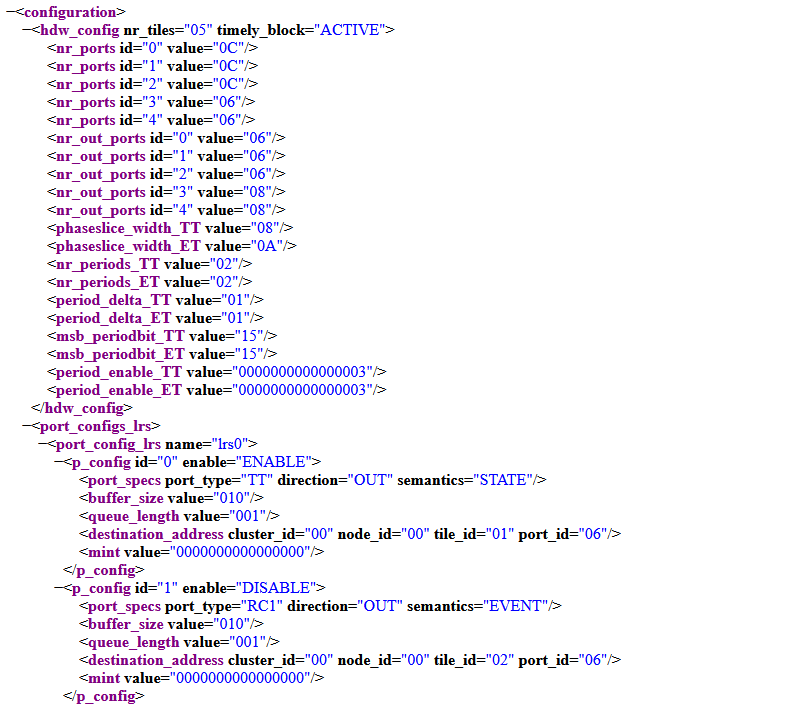 −<configuration>
−<hdw_config nr_tiles="05" timely_block="ACTIVE">
<nr_ports id="0" value="0C"/>
<nr_ports id="1" value="0C"/>
<nr_ports id="2" value="0C"/>
<nr_ports id="3" value="06"/>
<nr_ports id="4" value="06"/>
<nr_out_ports id="0" value="06"/>
<nr_out_ports id="1" value="06"/>
<nr_out_ports id="2" value="06"/>
<nr_out_ports id="3" value="08"/>
<nr_out_ports id="4" value="08"/>
<phaseslice_width_TT value="08"/>
<phaseslice_width_ET value="0A"/>
<nr_periods_TT value="02"/>
<nr_periods_ET value="02"/>
<period_delta_TT value="01"/>
<period_delta_ET value="01"/>
<msb_periodbit_TT value="15"/>
<msb_periodbit_ET value="15"/>
<period_enable_TT value="0000000000000003"/>
<period_enable_ET value="0000000000000003"/>
</hdw_config>
−<port_configs_lrs>
−<port_config_lrs name="lrs0">
−<p_config id="0" enable="ENABLE">
<port_specs port_type="TT" direction="OUT" semantics="STATE"/>
<buffer_size value="010"/>
<queue_length value="001"/>
<destination_address cluster_id="00" node_id="00" tile_id="01" port_id="06"/>
<mint value="0000000000000000"/>
</p_config>
−<p_config id="1" enable="DISABLE">
<port_specs port_type="RC1" direction="OUT" semantics="EVENT"/>
<buffer_size value="010"/>
<queue_length value="001"/>
<destination_address cluster_id="00" node_id="00" tile_id="02" port_id="06"/>
<mint value="0000000000000000"/>
</p_config>